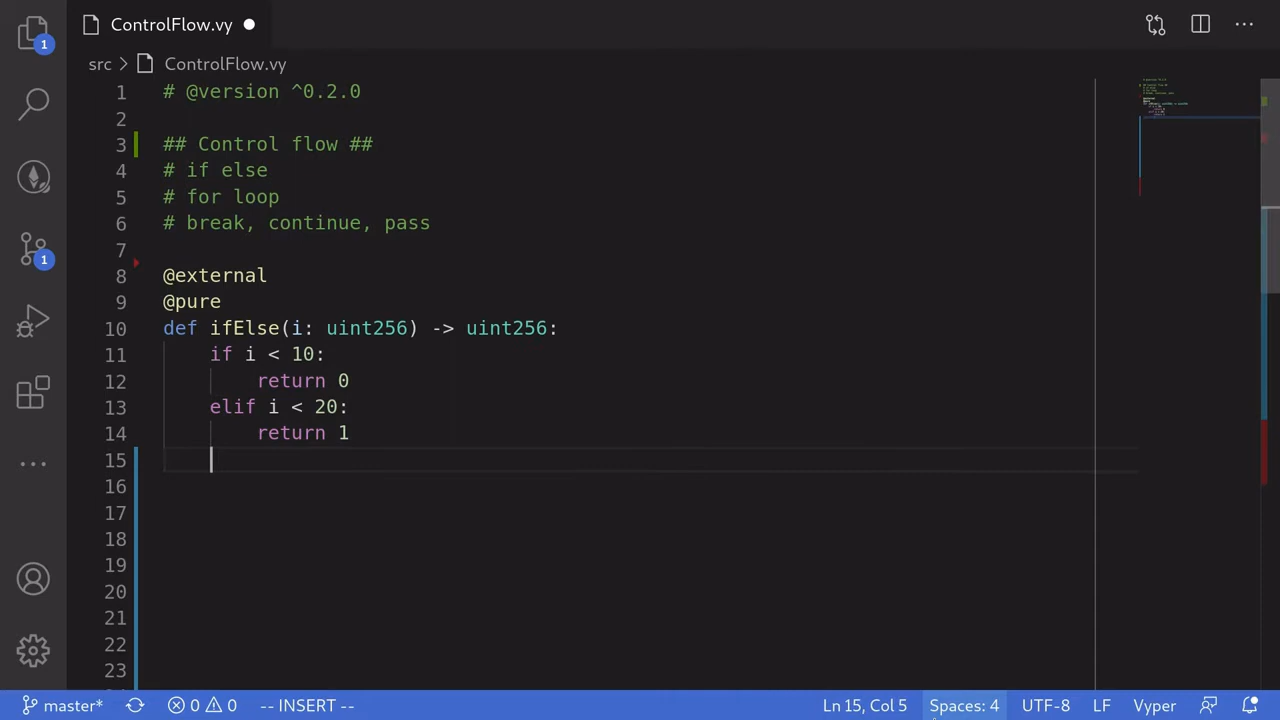 ControlFlow.vy
1
src > ControlFlow.vy
1 # @version ^0.2.0
2
3 ## Control flow ##
4 # if else
5 # for loop
6 # break, continue, pass
7
8 @external
9 @pure
10 def ifElse(i: uint256) -> uint256:
11 if i < 10:
12 return 0
13 elif i < 20:
14 return 1
15
16
17
18
19
20
21
22
23
1
master* 0 0 -- INSERT -- Ln 15, Col 5 Spaces: 4 UTF-8 LF Vyper